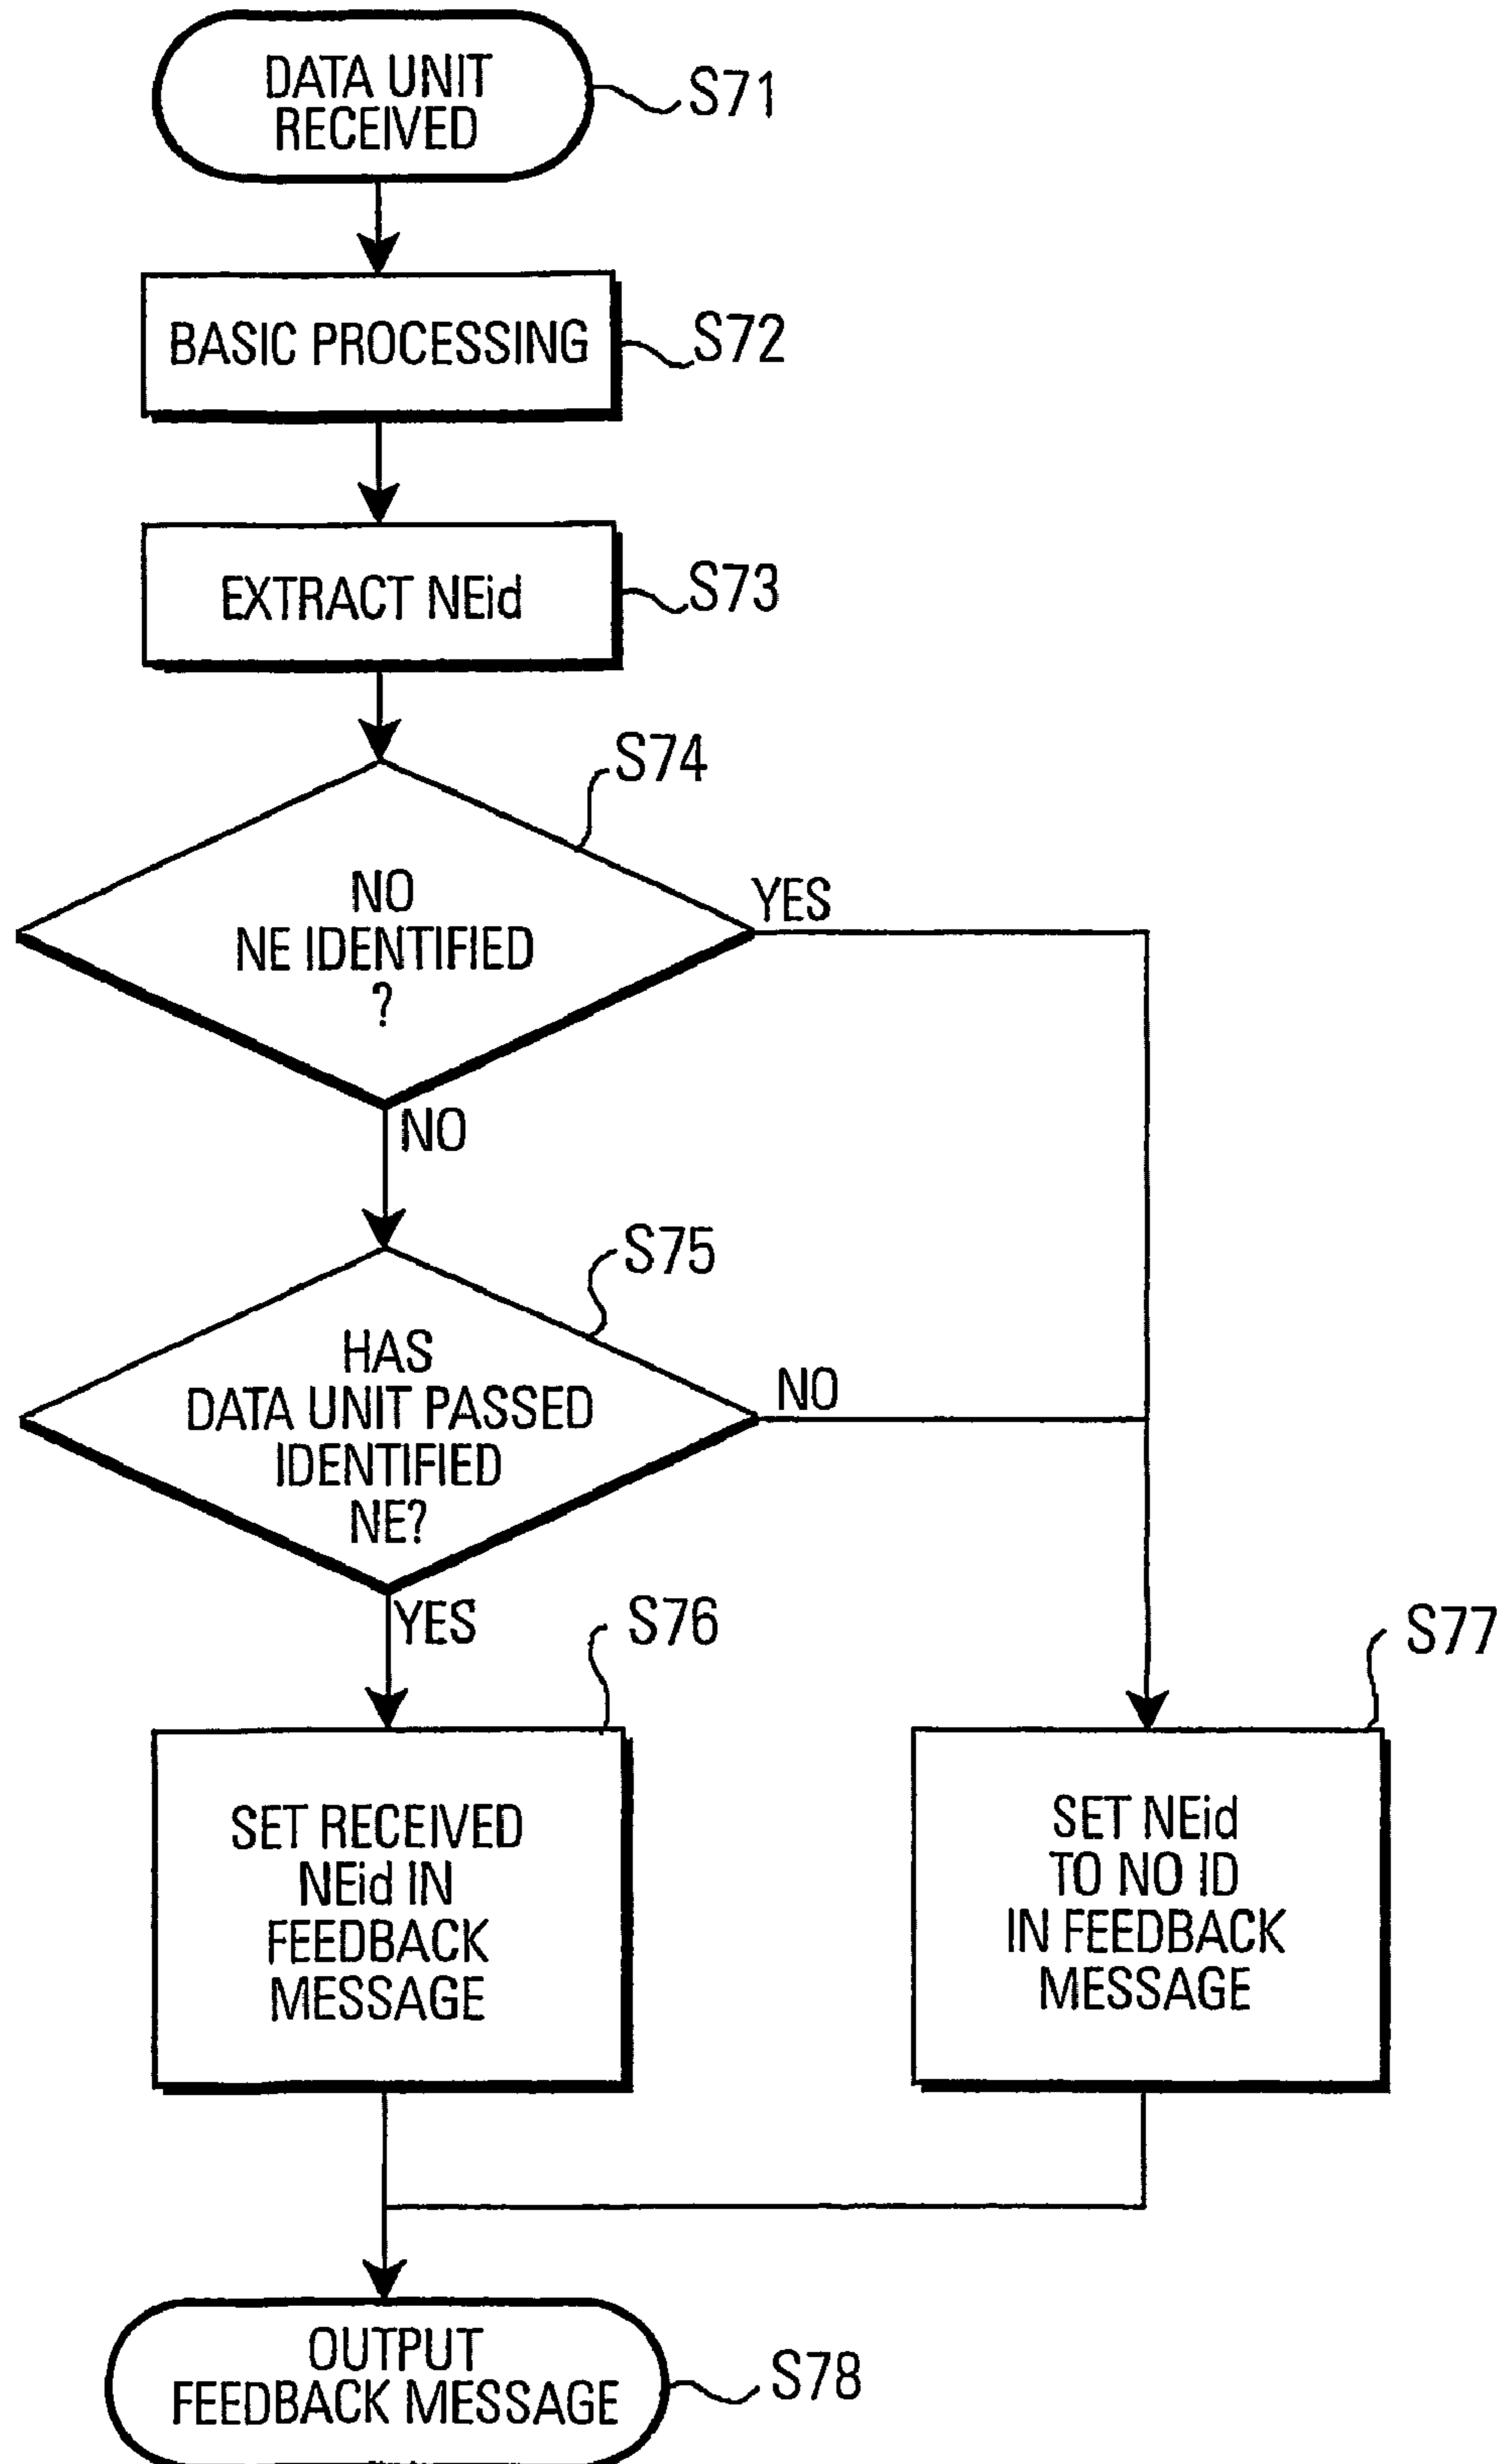 DATA UNIT
RECEIVED
S71
BASIC PROCESSING
S72
EXTRACT NEid
S73
S74
NO
NE IDENTIFIED
?
YES
NO
S75
HAS
DATA UNIT PASSED
IDENTIFIED
NE?
NO
YES
S76
SET RECEIVED
NEid IN
FEEDBACK
MESSAGE
S77
SET NEid
TO NO ID
IN FEEDBACK
MESSAGE
OUTPUT
FEEDBACK MESSAGE
S78